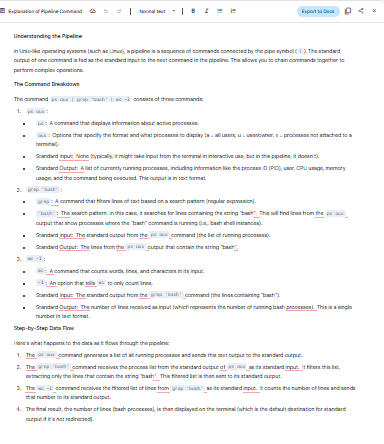 Explanation of Pipeline Command
Normal text
B I
Export to Docs
Understanding the Pipeline
In Unix-like operating systems (such as Linux), a pipeline is a sequence of commands connected by the pipe symbol ( | ). The standard
output of one command is fed as the standard input to the next command in the pipeline. This allows you to chain commands together to
perform complex operations.
The Command Breakdown
The command ps aux | grep "bash" | wc -l consists of three commands:
1. ps aux :
• ps : A command that displays information about active processes.
• aux : Options that specify the format and what processes to display (a = all users, u = user/owner, x = processes not attached to a
terminal).
• Standard Input: None (typically, it might take input from the terminal in interactive use, but in this pipeline, it doesn't).
• Standard Output: A list of currently running processes, including information like the process ID (PID), user, CPU usage, memory
usage, and the command being executed. This output is in text format.
2. grep "bash" :
• grep : A command that filters lines of text based on a search pattern (regular expression).
• "bash" : The search pattern, in this case, it searches for lines containing the string "bash". This will find lines from the ps aux
output that show processes where the "bash" command is running (i.e., bash shell instances).
• Standard Input: The standard output from the ps aux command (the list of running processes).
• Standard Output: The lines from the ps aux output that contain the string "bash".
3. wc -l :
• wc : A command that counts words, lines, and characters in its input.
• -l : An option that tells wc to only count lines.
• Standard Input: The standard output from the grep "bash" command (the lines containing "bash").
• Standard Output: The number of lines received as input (which represents the number of running bash processes). This is a single
number in text format.
Step-by-Step Data Flow
Here's what happens to the data as it flows through the pipeline:
1. The ps aux command generates a list of all running processes and sends this text output to the standard output.
2. The grep "bash" command receives the process list from the standard output of ps aux as its standard input. It filters this list,
extracting only the lines that contain the string "bash". This filtered list is then sent to its standard output.
3. The wc -l command receives the filtered list of lines from grep "bash" as its standard input. It counts the number of lines and sends
that number to its standard output.
4. The final result, the number of lines (bash processes), is then displayed on the terminal (which is the default destination for standard
output if it's not redirected).